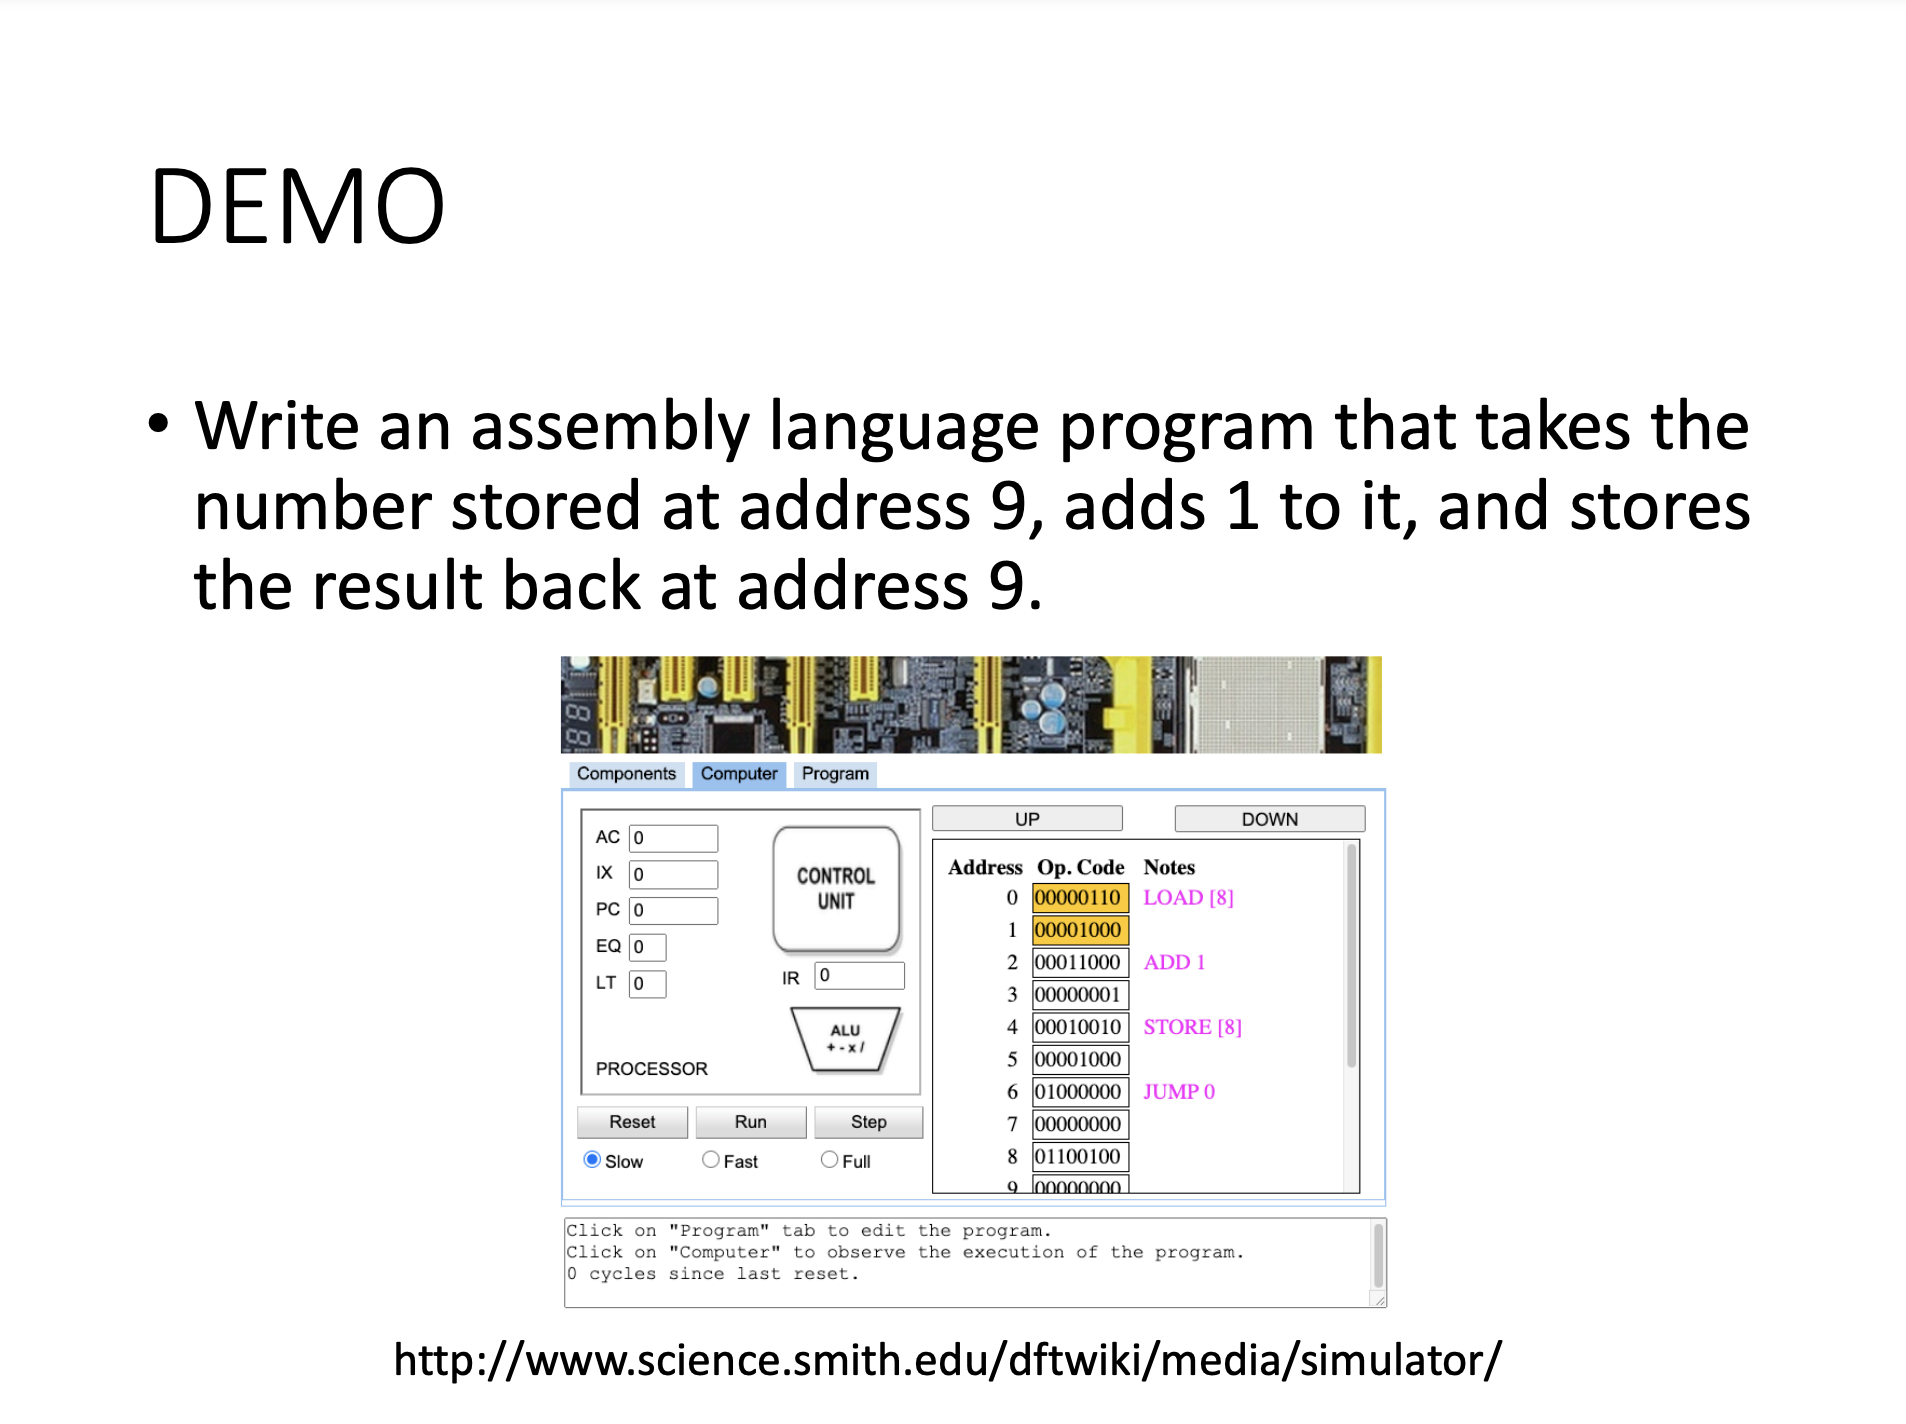 DEMO
• Write an assembly language program that takes the
number stored at address 9, adds 1 to it, and stores
the result back at address 9.
Components Computer Program
UP DOWN
AC 0
IX 0
PC 0
EQ 0
LT 0
CONTROL
UNIT
IR 0
ALU
+ - x /
PROCESSOR
Reset Run Step
Slow Fast Full
Address Op. Code Notes
0 00000110 LOAD [8]
1 00001000
2 00011000 ADD 1
3 00000001
4 00010010 STORE [8]
5 00001000
6 01000000 JUMP 0
7 00000000
8 01100100
9 00000000
Click on "Program" tab to edit the program.
Click on "Computer" to observe the execution of the program.
0 cycles since last reset.
http://www.science.smith.edu/dftwiki/media/simulator/